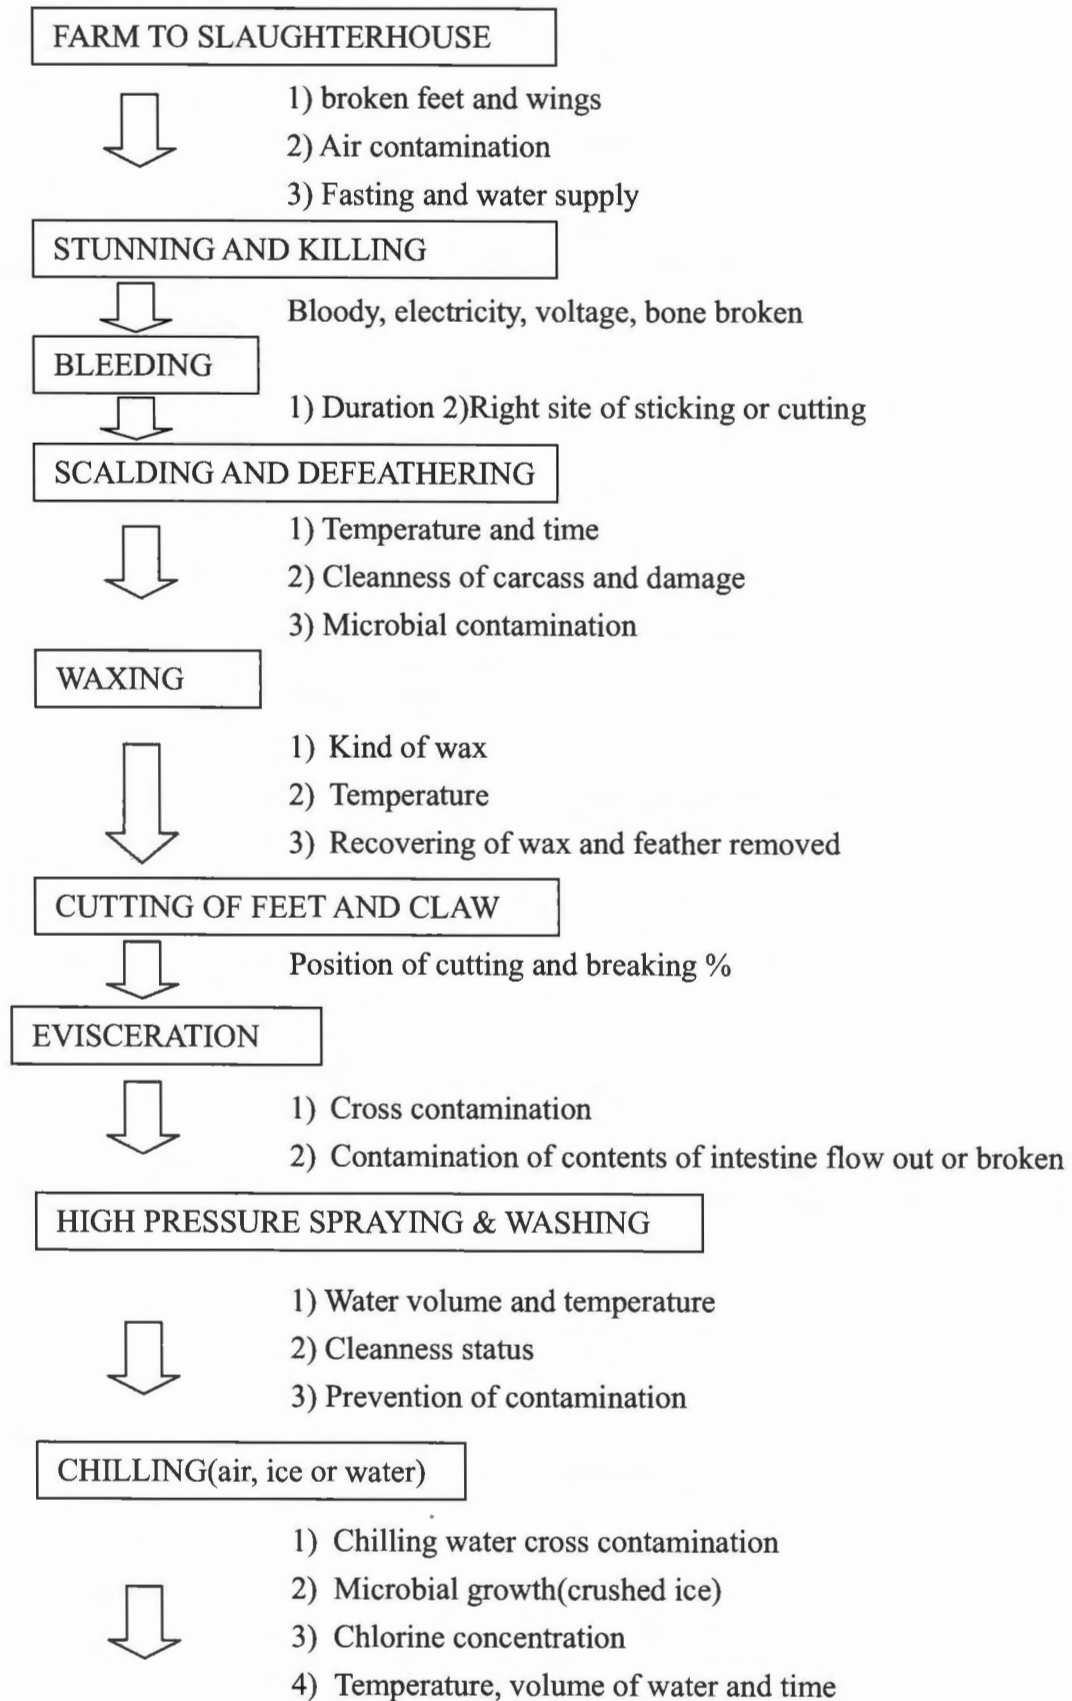 FARM TO SLAUGHTERHOUSE
1) broken feet and wings
2) Air contamination
3) Fasting and water supply
STUNNING AND KILLING
Bloody, electricity, voltage, bone broken
BLEEDING
1) Duration 2)Right site of sticking or cutting
SCALDING AND DEFEATHERING
1) Temperature and time
2) Cleanness of carcass and damage
3) Microbial contamination
WAXING
1) Kind of wax
2) Temperature
3) Recovering of wax and feather removed
CUTTING OF FEET AND CLAW
Position of cutting and breaking %
EVISCERATION
1) Cross contamination
2) Contamination of contents of intestine flow out or broken
HIGH PRESSURE SPRAYING & WASHING
1) Water volume and temperature
2) Cleanness status
3) Prevention of contamination
CHILLING(air, ice or water)
1) Chilling water cross contamination
2) Microbial growth(crushed ice)
3) Chlorine concentration
4) Temperature, volume of water and time